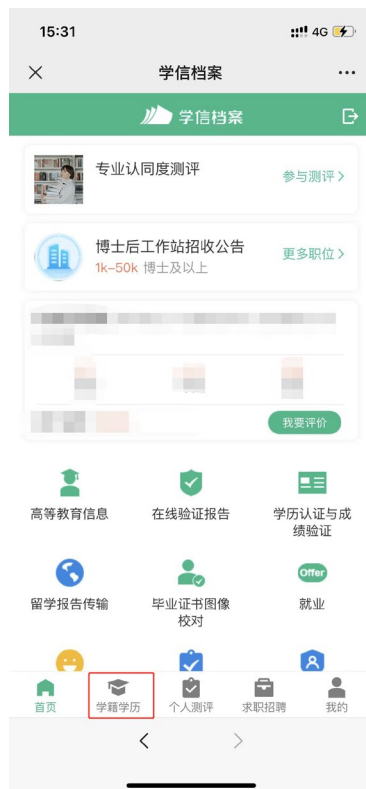 15:31
4G
学信档案
学信档案
专业认同度测评
参与测评
博士后工作站招收公告
1k-50k 博士及以上
更多职位
我要评价
高等教育信息
在线验证报告
学历认证与成
绩验证
留学报告传输
毕业证书图像
校对
Offer
就业
首页
学籍学历
个人测评
求职招聘
我的